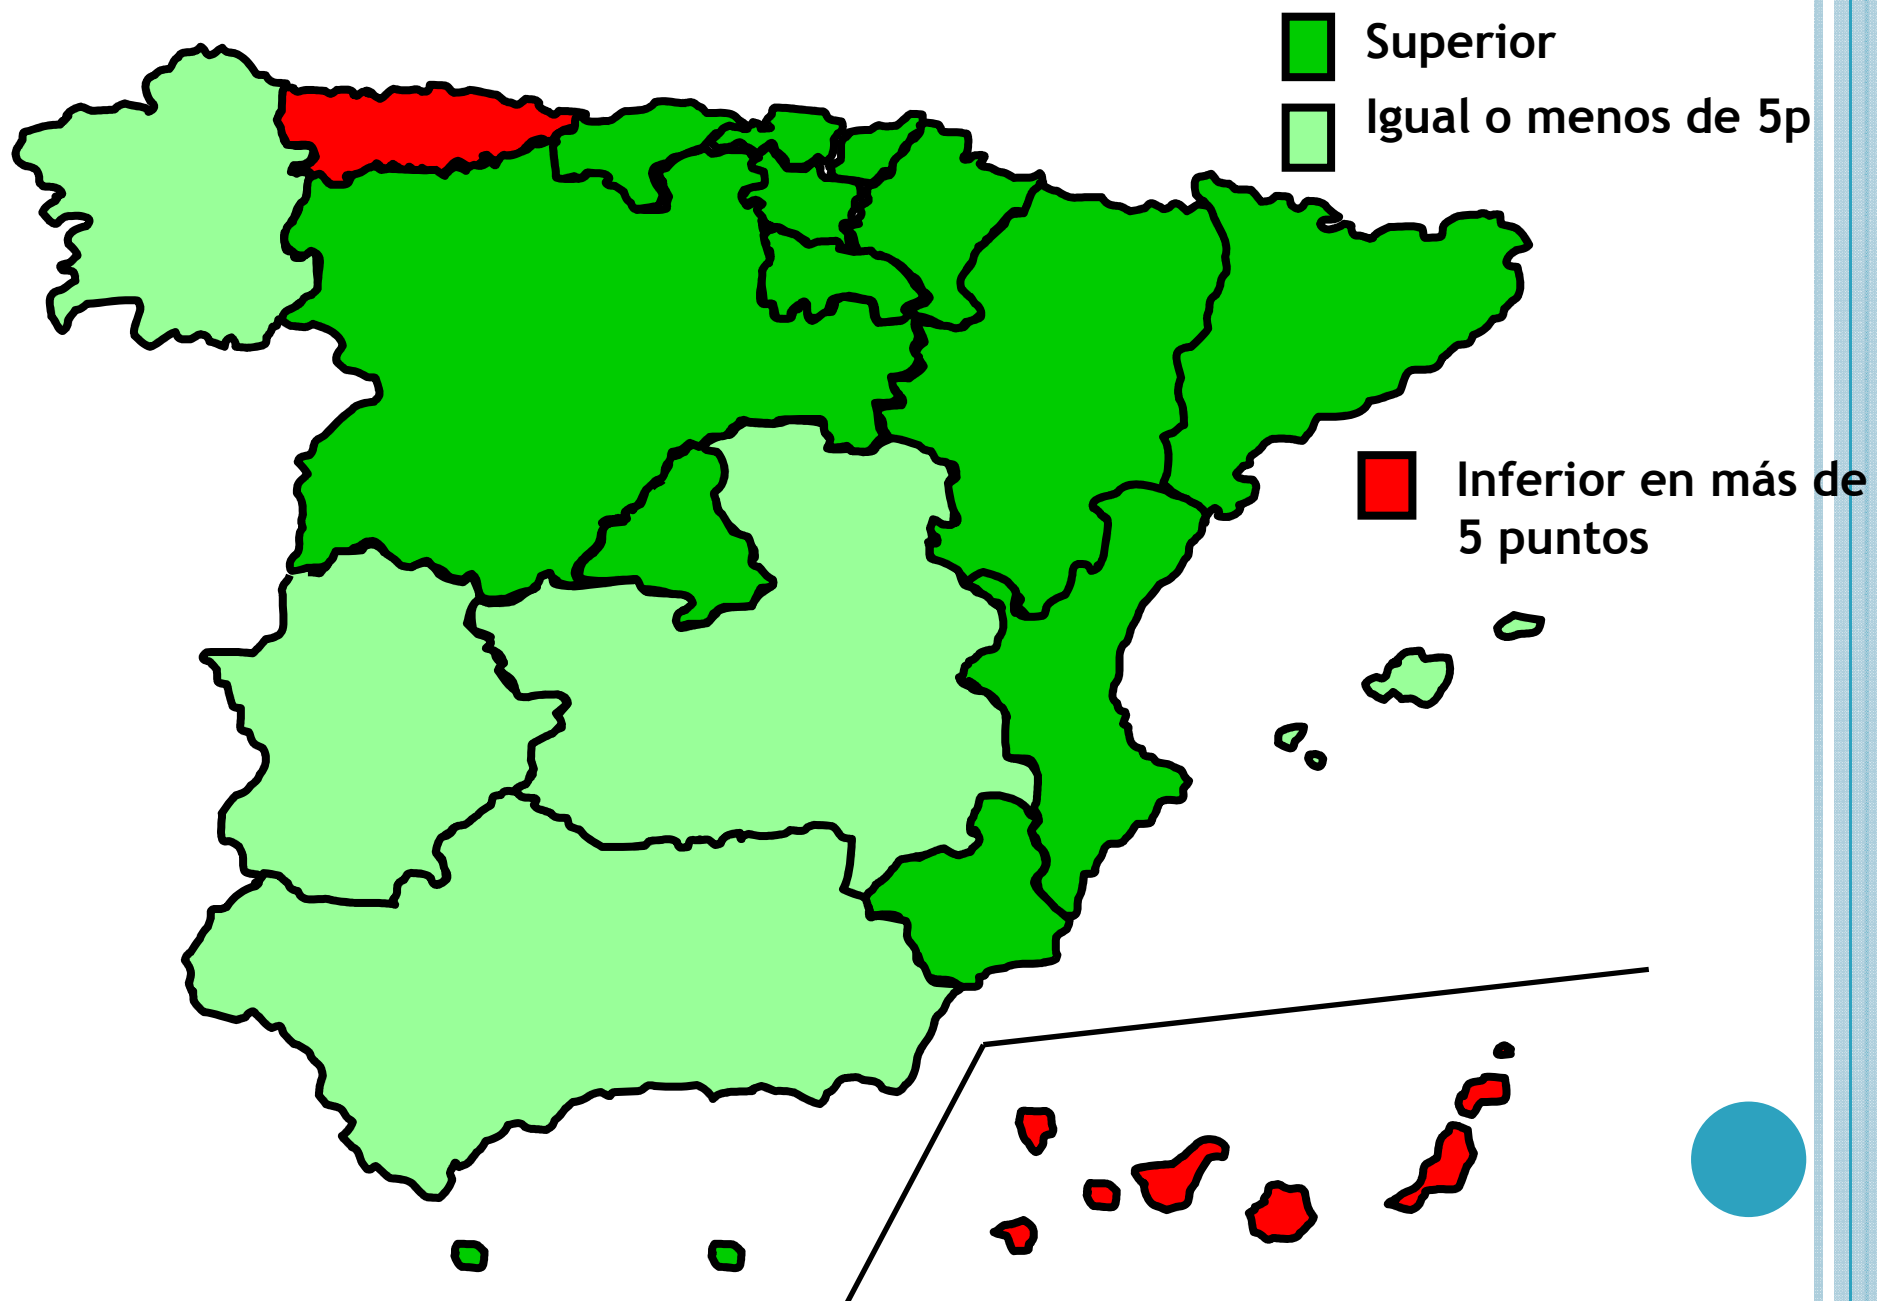 Superior
Igual o menos de 5p
Inferior en más de
5 puntos